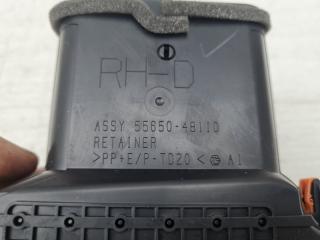 RH-D
ASSY 55650-48110
RETAINER
>PP+E/P-TD20< A1